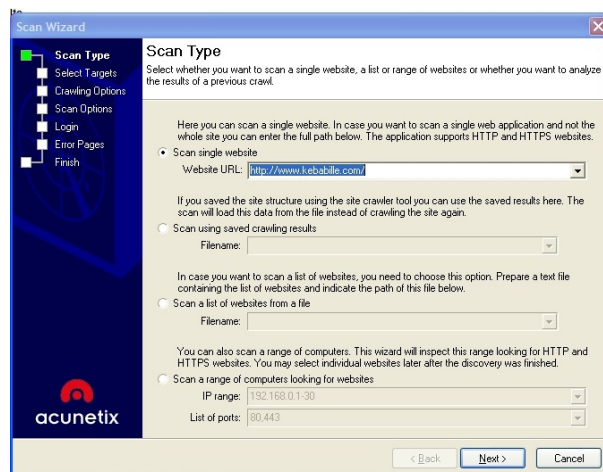 Scan Wizard
Scan Type
Select Targets
Crawling Options
Scan Options
Login
Error Pages
Finish
acunetix
Scan Type
Select whether you want to scan a single website, a list or range of websites or whether you want to analyze
the results of a previous crawl.
Here you can scan a single website. In case you want to scan a single web application and not the
whole site you can enter the full path below. The application supports HTTP and HTTPS websites.
Scan single website
Website URL: http://www.kebabille.com/
If you saved the site structure using the site crawler tool you can use the saved results here. The
scan will load this data from the file instead of crawling the site again.
Scan using saved crawling results
Filename:
In case you want to scan a list of websites, you need to choose this option. Prepare a text file
containing the list of websites and indicate the path of this file below.
Scan a list of websites from a file
Filename:
You can also scan a range of computers. This wizard will inspect this range looking for HTTP and
HTTPS websites. You may select individual websites later after the discovery was finished.
Scan a range of computers looking for websites
IP range: 192.168.0.1-30
List of ports: 80,443
< Back
Next >
Cancel